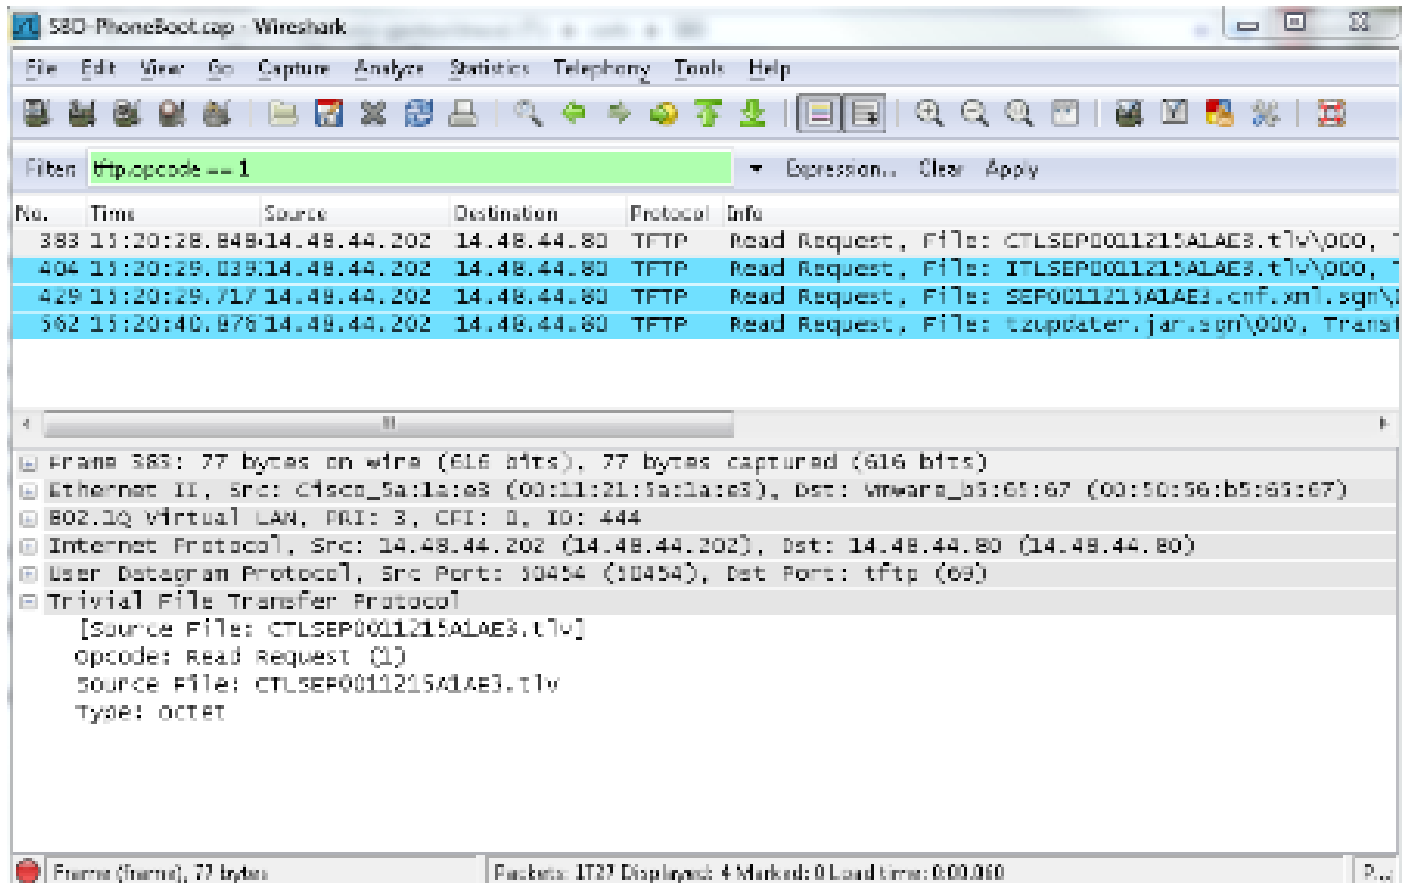 SBD-PhoneBoot.cap - Wireshark
File Edit View Go Capture Analyze Statistics Telephony Tools Help
Filter: tftp.opcode == 1 Expression... Clear Apply
No. Time Source Destination Protocol Info
383 15:20:28.848 14.48.44.202 14.48.44.80 TFTP Read Request, File: CTLSEP0011215A1AE3.tlv\000, T
404 15:20:29.039 14.48.44.202 14.48.44.80 TFTP Read Request, File: ITLSEP0011215A1AE3.tlv\000, T
429 15:20:29.717 14.48.44.202 14.48.44.80 TFTP Read Request, File: SEP0011215A1AE3.cnf.xml.sgn\
562 15:20:40.876 14.48.44.202 14.48.44.80 TFTP Read Request, File: tzupdater.jar.sgn\000, Transf
Frame 383: 77 bytes on wire (616 bits), 77 bytes captured (616 bits)
Ethernet II, Src: Cisco_5a:1a:e3 (00:11:21:5a:1a:e3), Dst: Vmware_b5:65:67 (00:50:56:b5:65:67)
802.1Q Virtual LAN, PRI: 3, CFI: 0, ID: 444
Internet Protocol, Src: 14.48.44.202 (14.48.44.202), Dst: 14.48.44.80 (14.48.44.80)
User Datagram Protocol, Src Port: 50454 (50454), Dst Port: tftp (69)
Trivial File Transfer Protocol
[Source File: CTLSEP0011215A1AE3.tlv]
Opcode: Read Request (1)
Source File: CTLSEP0011215A1AE3.tlv
Type: octet
Frame (frame), 77 bytes Packets: 1727 Displayed: 4 Marked: 0 Load time: 0:00.060 P...